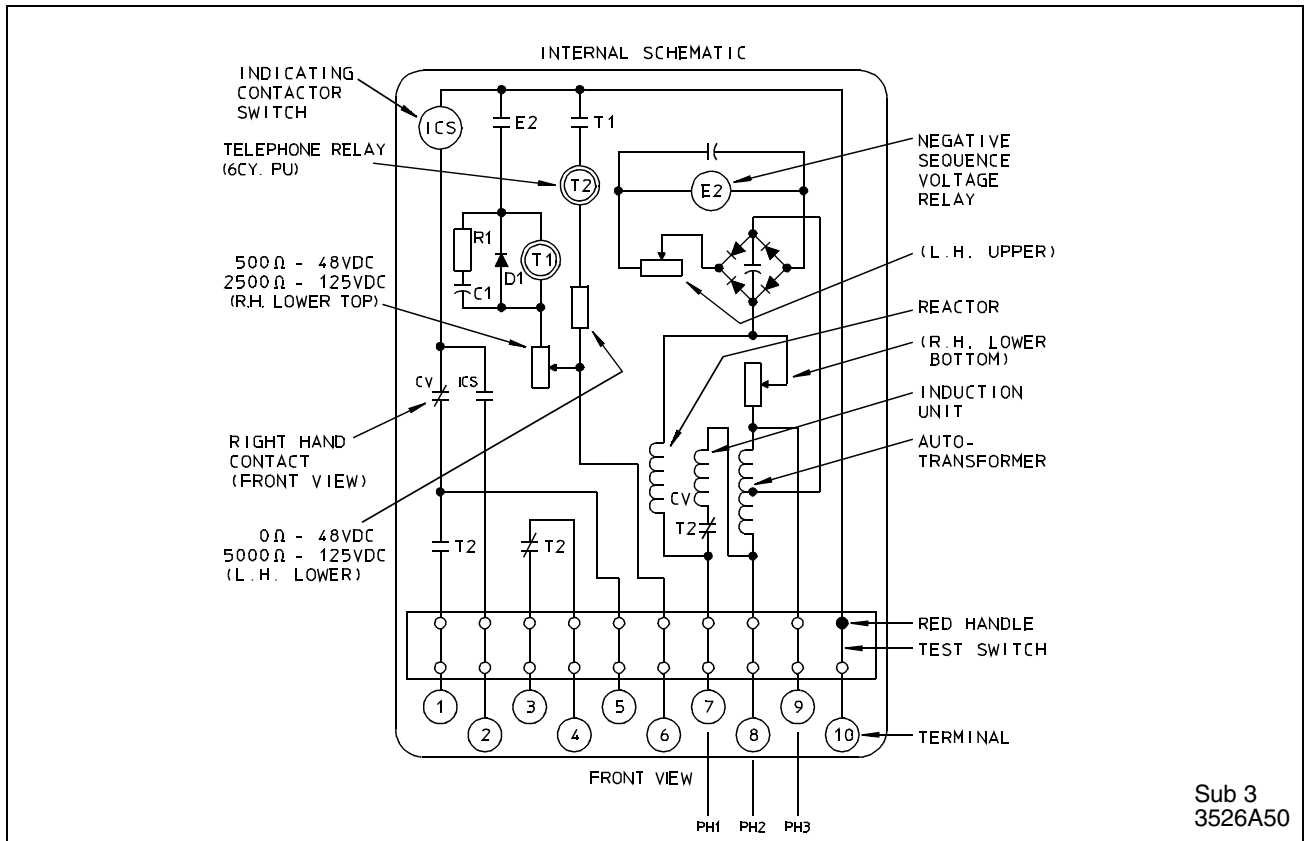 INTERNAL SCHEMATIC
INDICATING
CONTACTOR
SWITCH
ICS
E2
T1
TELEPHONE RELAY
(6CY. PU)
T2
E2
NEGATIVE
SEQUENCE
VOLTAGE
RELAY
R1
D1
T1
C1
500Ω - 48VDC
2500Ω - 125VDC
(R.H. LOWER TOP)
(L.H. UPPER)
REACTOR
(R.H. LOWER
BOTTOM)
INDUCTION
UNIT
AUTO-
TRANSFORMER
CV
ICS
RIGHT HAND
CONTACT
(FRONT VIEW)
CV
T2
0Ω - 48VDC
5000Ω - 125VDC
(L.H. LOWER)
T2
T2
RED HANDLE
TEST SWITCH
1
2
3
4
5
6
7
8
9
10
TERMINAL
FRONT VIEW
PH1
PH2
PH3
Sub 3
3526A50